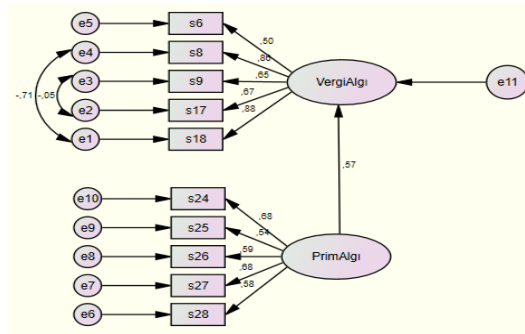 e5 s6 ,50
e4 s8 ,86
e3 s9 ,65 VergiAlgı e11
-,71 -,05
e2 s17 ,67
e1 s18 ,88
,57
e10 s24 ,68
e9 s25 ,54
e8 s26 ,59 PrimAlgı
e7 s27 ,68
e6 s28 ,58